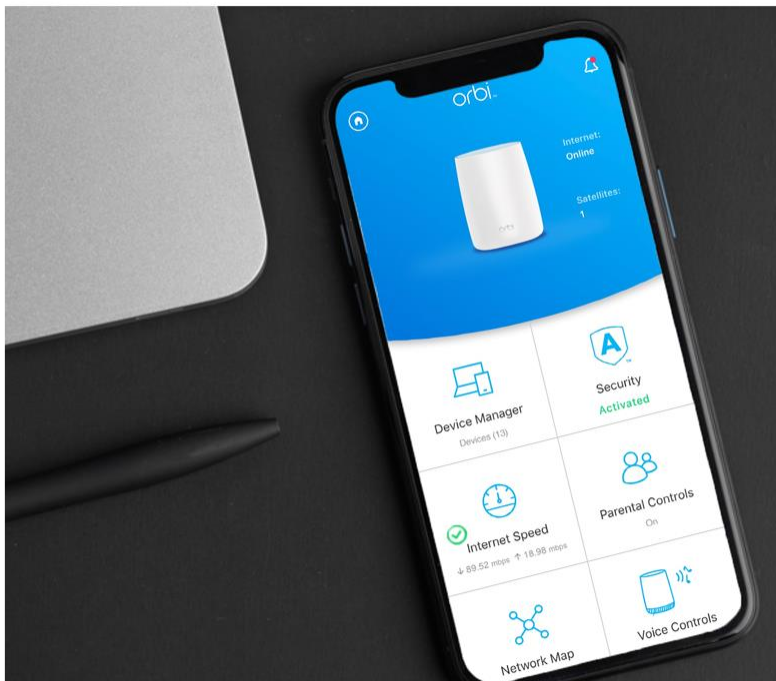 orbi™
Internet:
Online
Satellites:
1
Device Manager
Devices (13)
A
Security
Activated
Internet Speed
↓ 89.52 mbps ↑ 18.98 mbps
Parental Controls
On
Network Map
Voice Controls